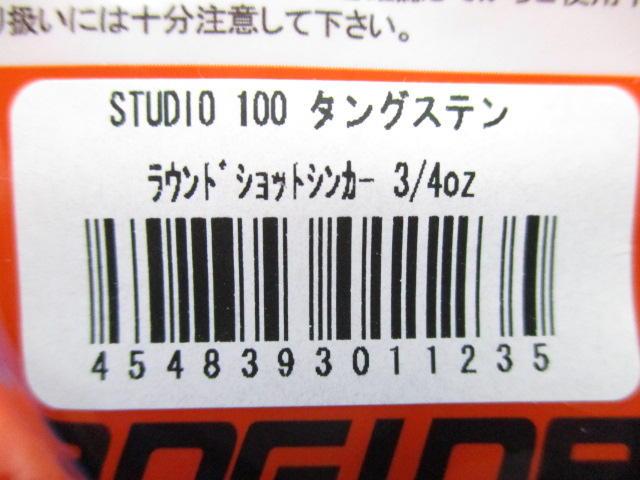 り扱いには十分注意して下さい。
STUDIO 100 タングステン
ﾗｳﾝﾄﾞｼｮｯﾄｼﾝｶｰ 3/4oz
4548393011235